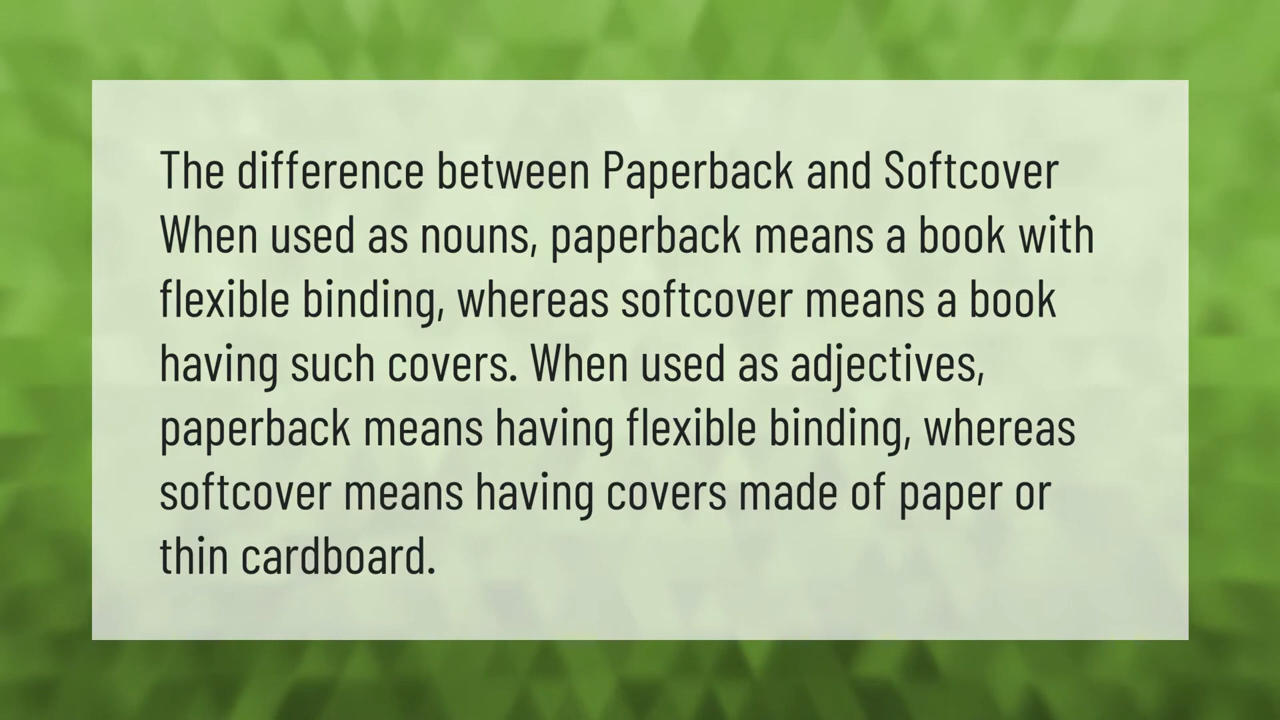 The difference between Paperback and Softcover
When used as nouns, paperback means a book with
flexible binding, whereas softcover means a book
having such covers. When used as adjectives,
paperback means having flexible binding, whereas
softcover means having covers made of paper or
thin cardboard.